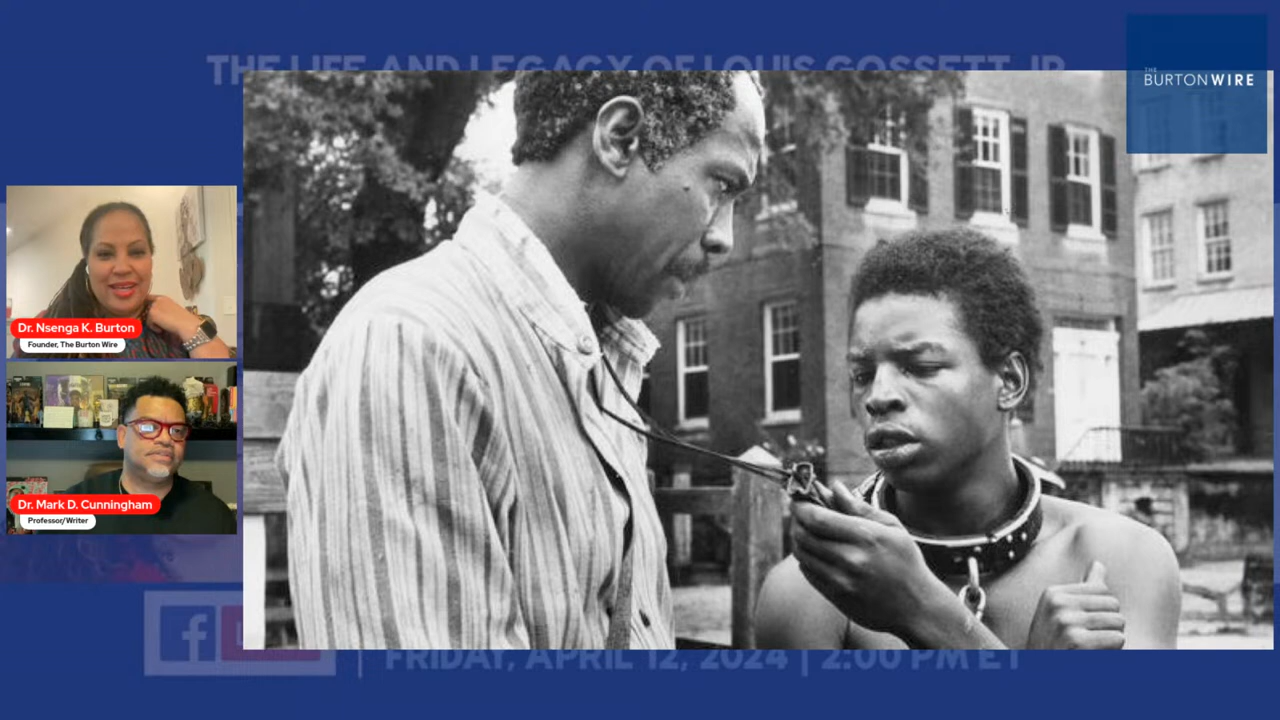 THE LIFE AND LEGACY OF LOUIS GOSSETT JR.
THE
BURTON WIRE
Dr. Nsenga K. Burton
Founder, The Burton Wire
Dr. Mark D. Cunningham
Professor/Writer
FRIDAY, APRIL 12, 2024 | 2:00 PM ET